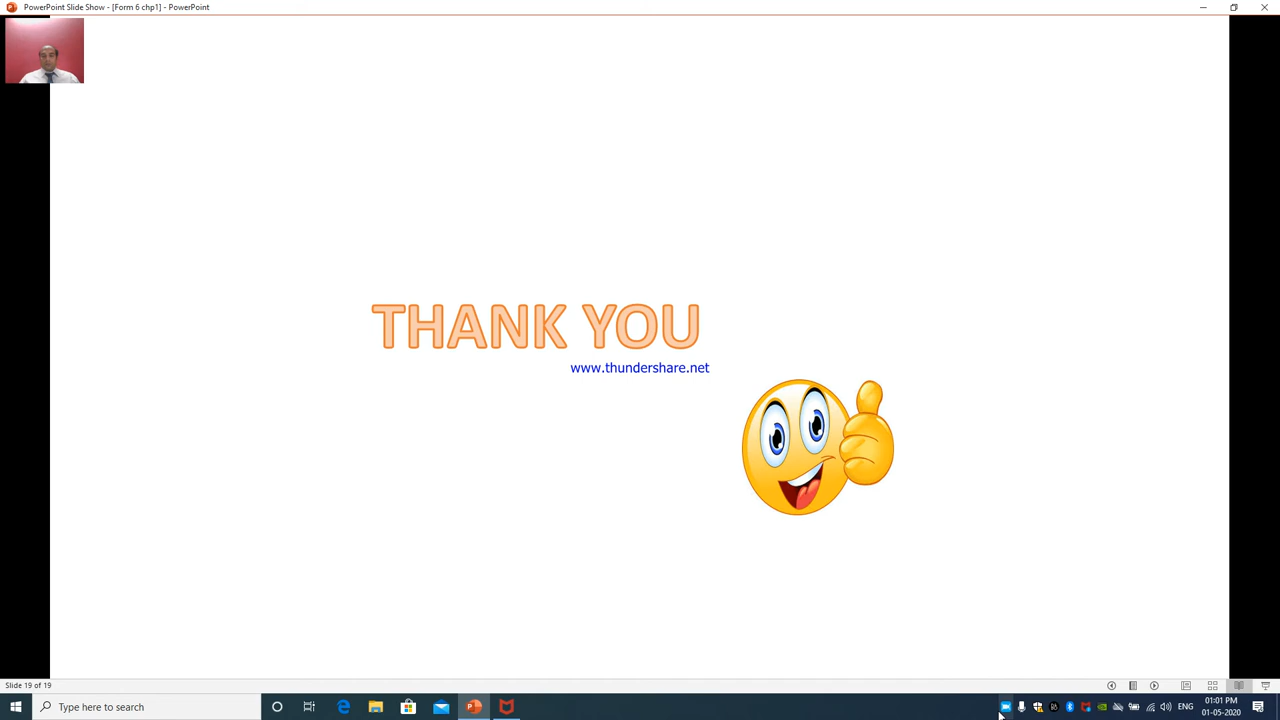 PowerPoint Slide Show - [Form 6 chp1] - PowerPoint
THANK YOU
www.thundershare.net
Slide 19 of 19
Type here to search
ENG
01:01 PM
01-05-2020